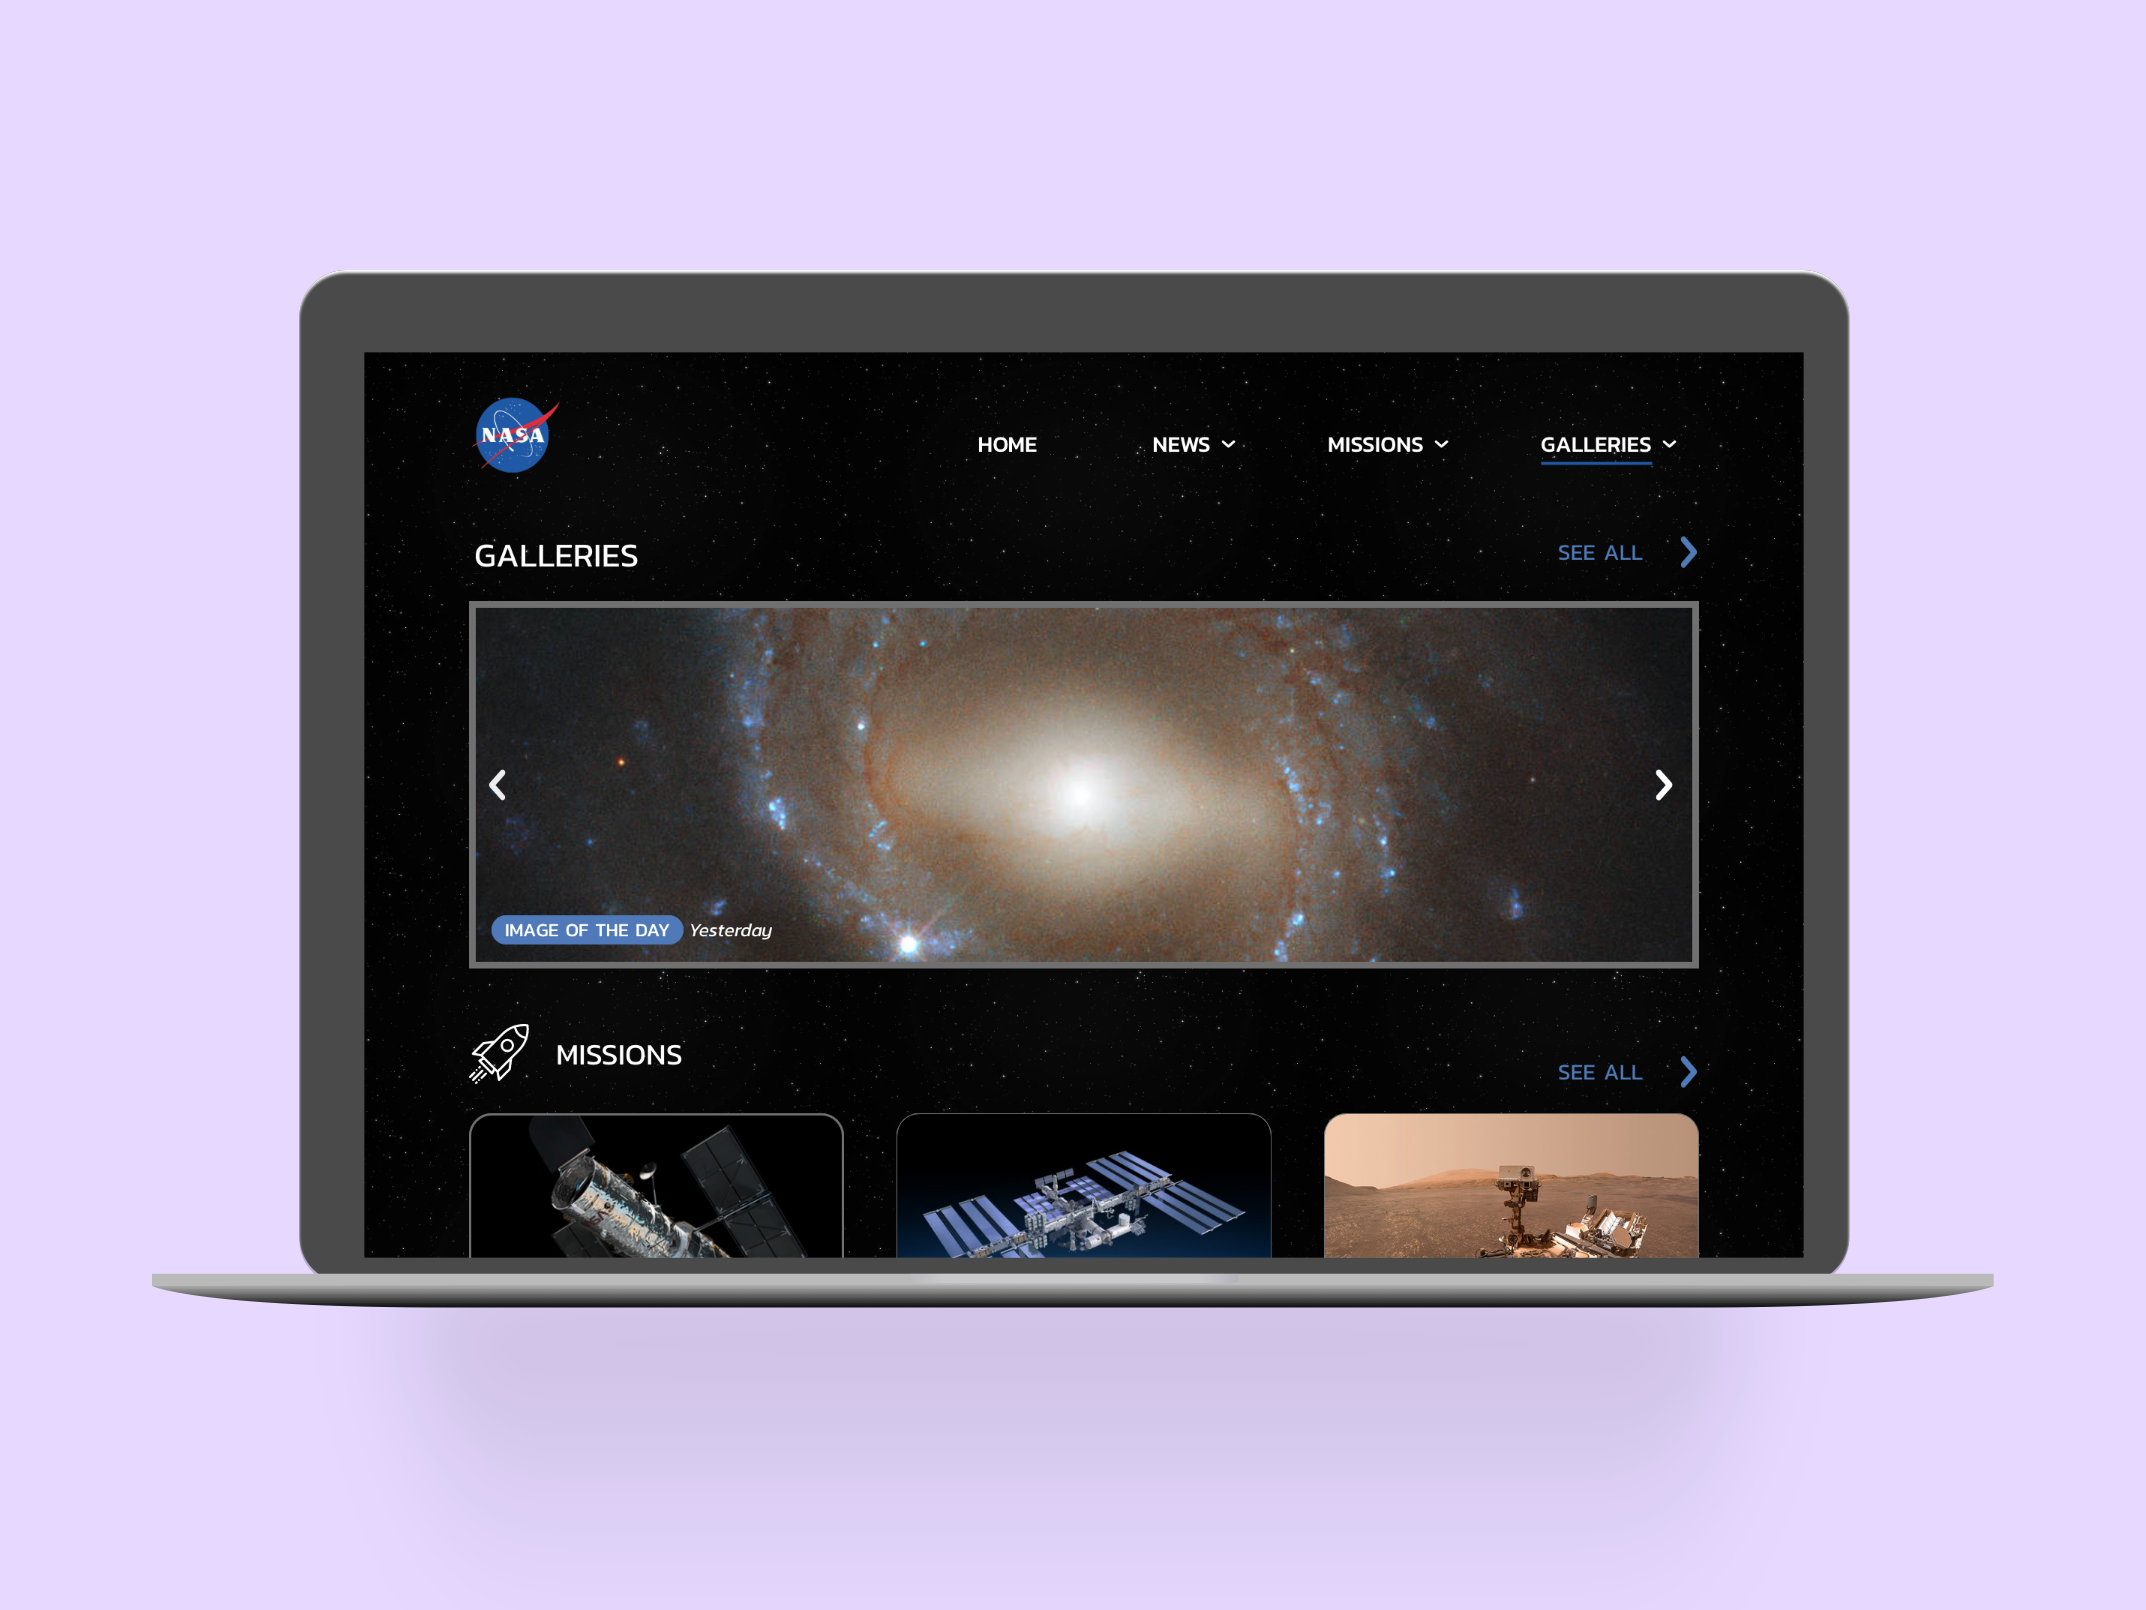 NASA
HOME NEWS MISSIONS GALLERIES
GALLERIES SEE ALL
IMAGE OF THE DAY Yesterday
MISSIONS SEE ALL